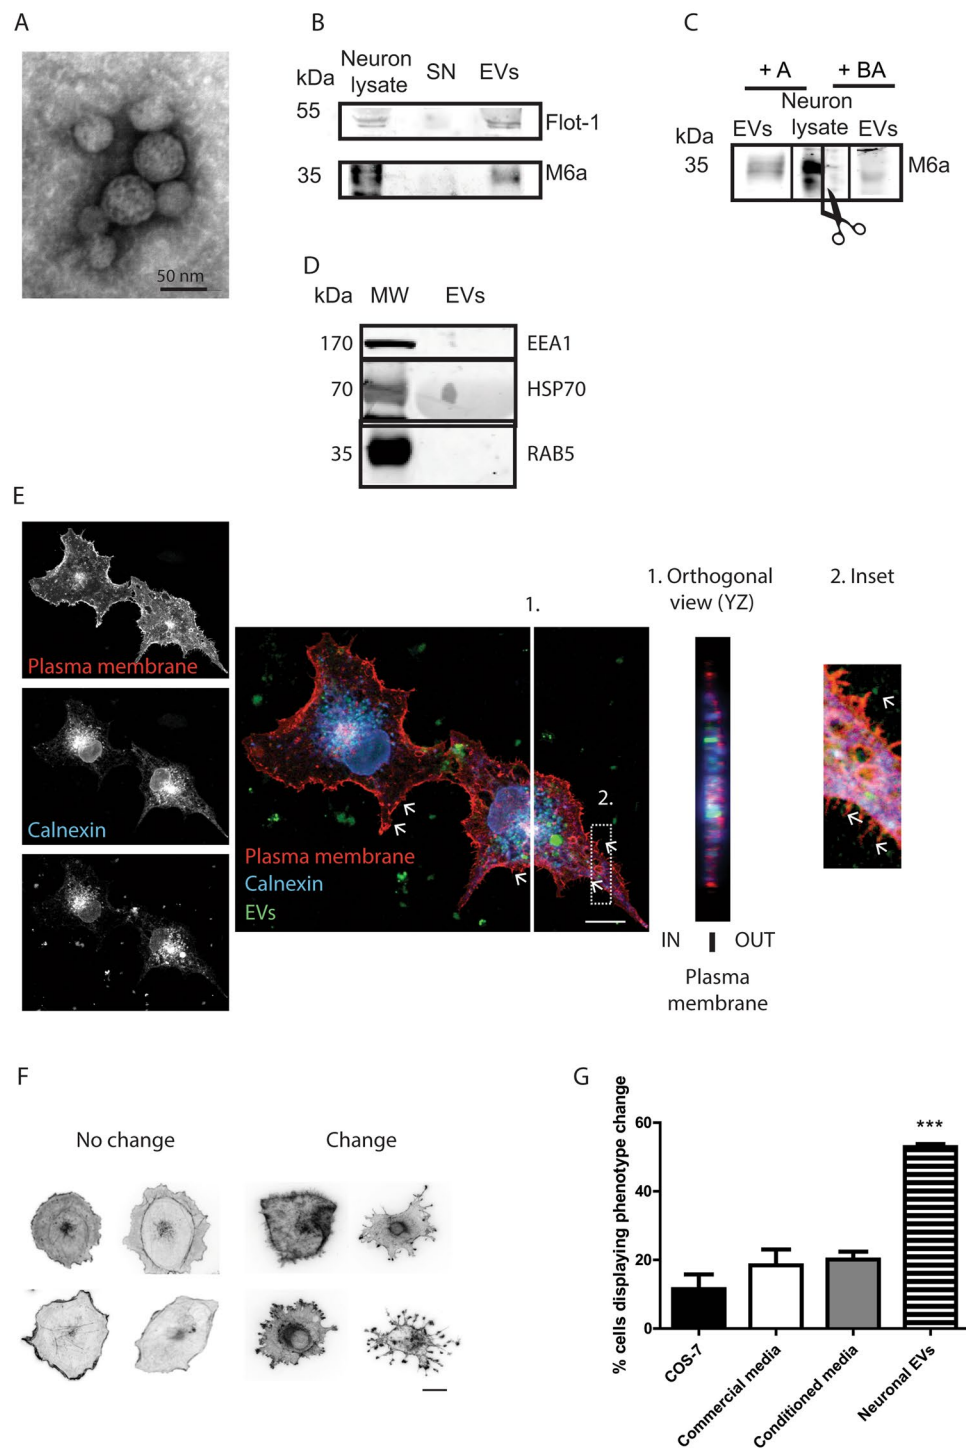 A
50 nm
B
kDa
Neuron
lysate
SN
EVs
55
Flot-1
35
M6a
C
+ A
+ BA
Neuron
lysate
EVs
EVs
kDa
35
M6a
D
kDa
MW
EVs
170
EEA1
70
HSP70
35
RAB5
E
Plasma membrane
Calnexin
1.
2.
Plasma membrane
Calnexin
EVs
1. Orthogonal
view (YZ)
IN
OUT
Plasma
membrane
2. Inset
F
No change
Change
G
% cells displaying phenotype change
60
40
20
0
***
COS-7
Commercial media
Conditioned media
Neuronal EVs